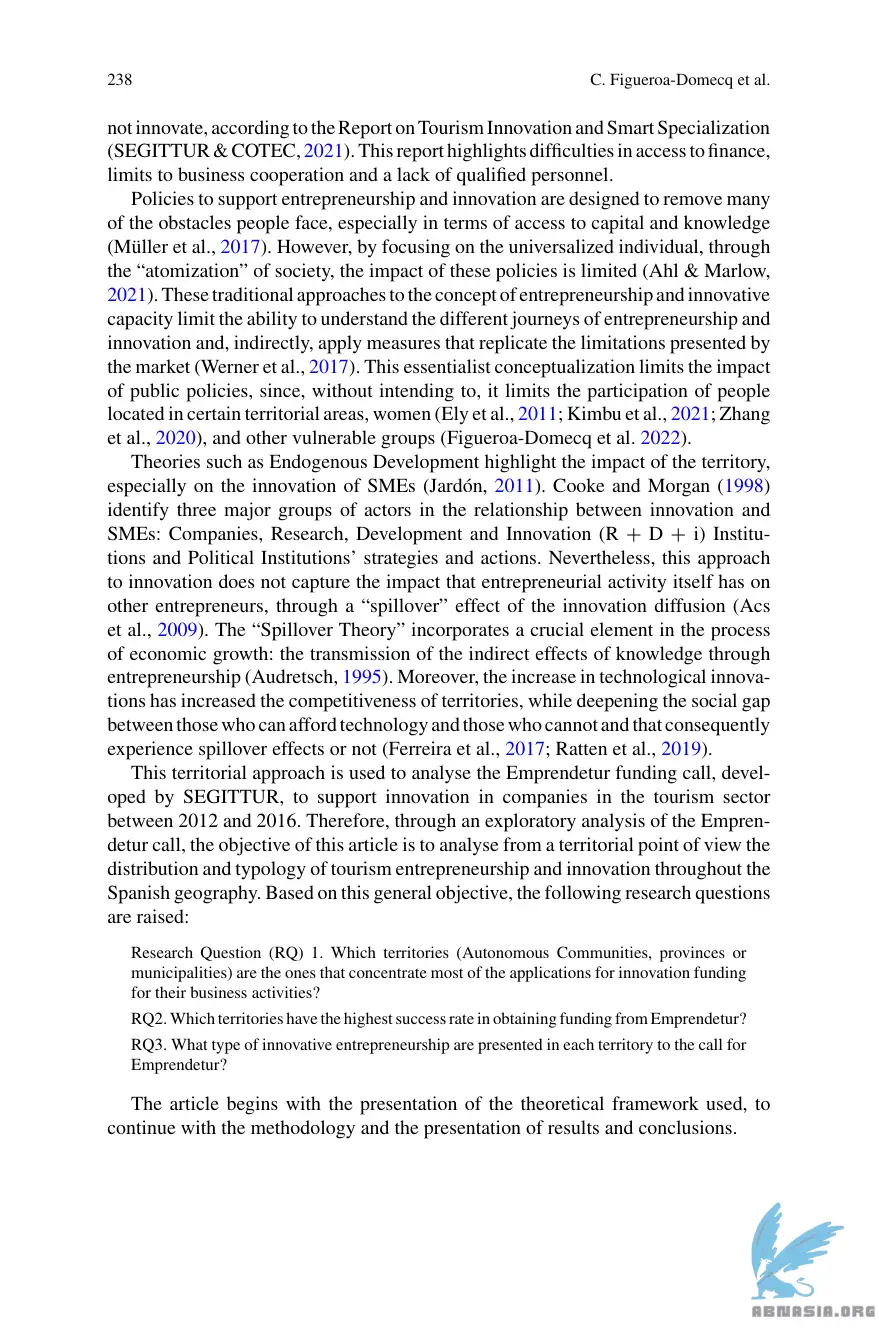 238 C. Figueroa-Domecq et al.
not innovate, according to the Report on Tourism Innovation and Smart Specialization
(SEGITTUR & COTEC, 2021). This report highlights difficulties in access to finance,
limits to business cooperation and a lack of qualified personnel.
Policies to support entrepreneurship and innovation are designed to remove many
of the obstacles people face, especially in terms of access to capital and knowledge
(Müller et al., 2017). However, by focusing on the universalized individual, through
the “atomization” of society, the impact of these policies is limited (Ahl & Marlow,
2021). These traditional approaches to the concept of entrepreneurship and innovative
capacity limit the ability to understand the different journeys of entrepreneurship and
innovation and, indirectly, apply measures that replicate the limitations presented by
the market (Werner et al., 2017). This essentialist conceptualization limits the impact
of public policies, since, without intending to, it limits the participation of people
located in certain territorial areas, women (Ely et al., 2011; Kimbu et al., 2021; Zhang
et al., 2020), and other vulnerable groups (Figueroa-Domecq et al. 2022).
Theories such as Endogenous Development highlight the impact of the territory,
especially on the innovation of SMEs (Jardón, 2011). Cooke and Morgan (1998)
identify three major groups of actors in the relationship between innovation and
SMEs: Companies, Research, Development and Innovation (R + D + i) Institu-
tions and Political Institutions’ strategies and actions. Nevertheless, this approach
to innovation does not capture the impact that entrepreneurial activity itself has on
other entrepreneurs, through a “spillover” effect of the innovation diffusion (Acs
et al., 2009). The “Spillover Theory” incorporates a crucial element in the process
of economic growth: the transmission of the indirect effects of knowledge through
entrepreneurship (Audretsch, 1995). Moreover, the increase in technological innova-
tions has increased the competitiveness of territories, while deepening the social gap
between those who can afford technology and those who cannot and that consequently
experience spillover effects or not (Ferreira et al., 2017; Ratten et al., 2019).
This territorial approach is used to analyse the Emprendetur funding call, devel-
oped by SEGITTUR, to support innovation in companies in the tourism sector
between 2012 and 2016. Therefore, through an exploratory analysis of the Empren-
detur call, the objective of this article is to analyse from a territorial point of view the
distribution and typology of tourism entrepreneurship and innovation throughout the
Spanish geography. Based on this general objective, the following research questions
are raised:
Research Question (RQ) 1. Which territories (Autonomous Communities, provinces or
municipalities) are the ones that concentrate most of the applications for innovation funding
for their business activities?
RQ2. Which territories have the highest success rate in obtaining funding from Emprendetur?
RQ3. What type of innovative entrepreneurship are presented in each territory to the call for
Emprendetur?
The article begins with the presentation of the theoretical framework used, to
continue with the methodology and the presentation of results and conclusions.
ABNASIA.ORG